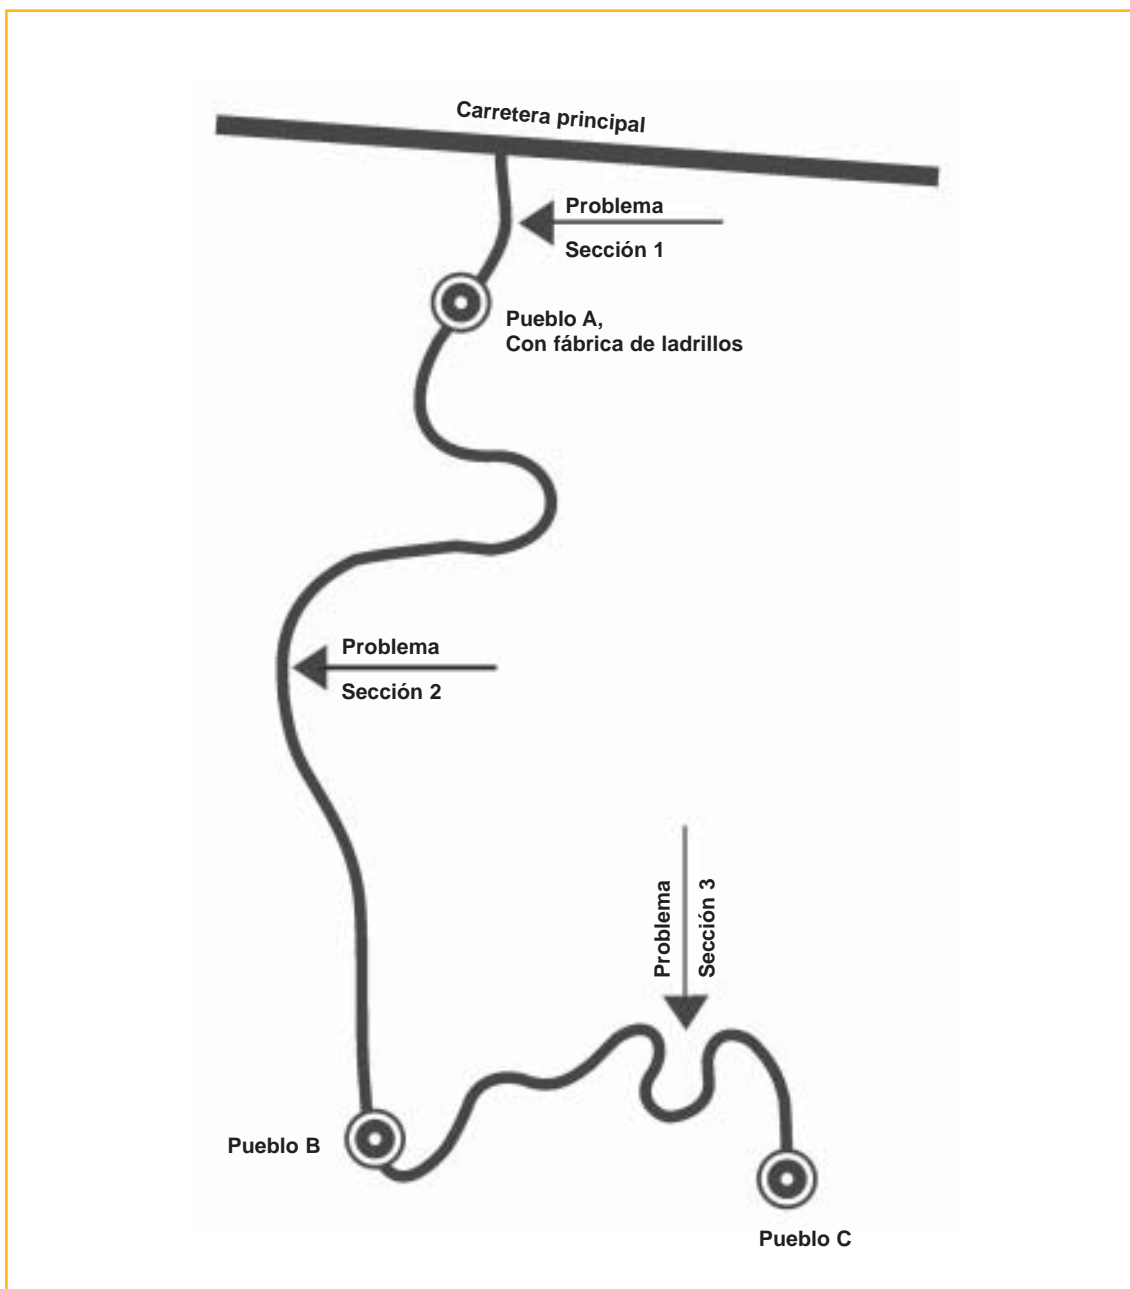 Carretera principal
Problema
Sección 1
Pueblo A,
Con fábrica de ladrillos
Problema
Sección 2
Problema
Sección 3
Pueblo B
Pueblo C